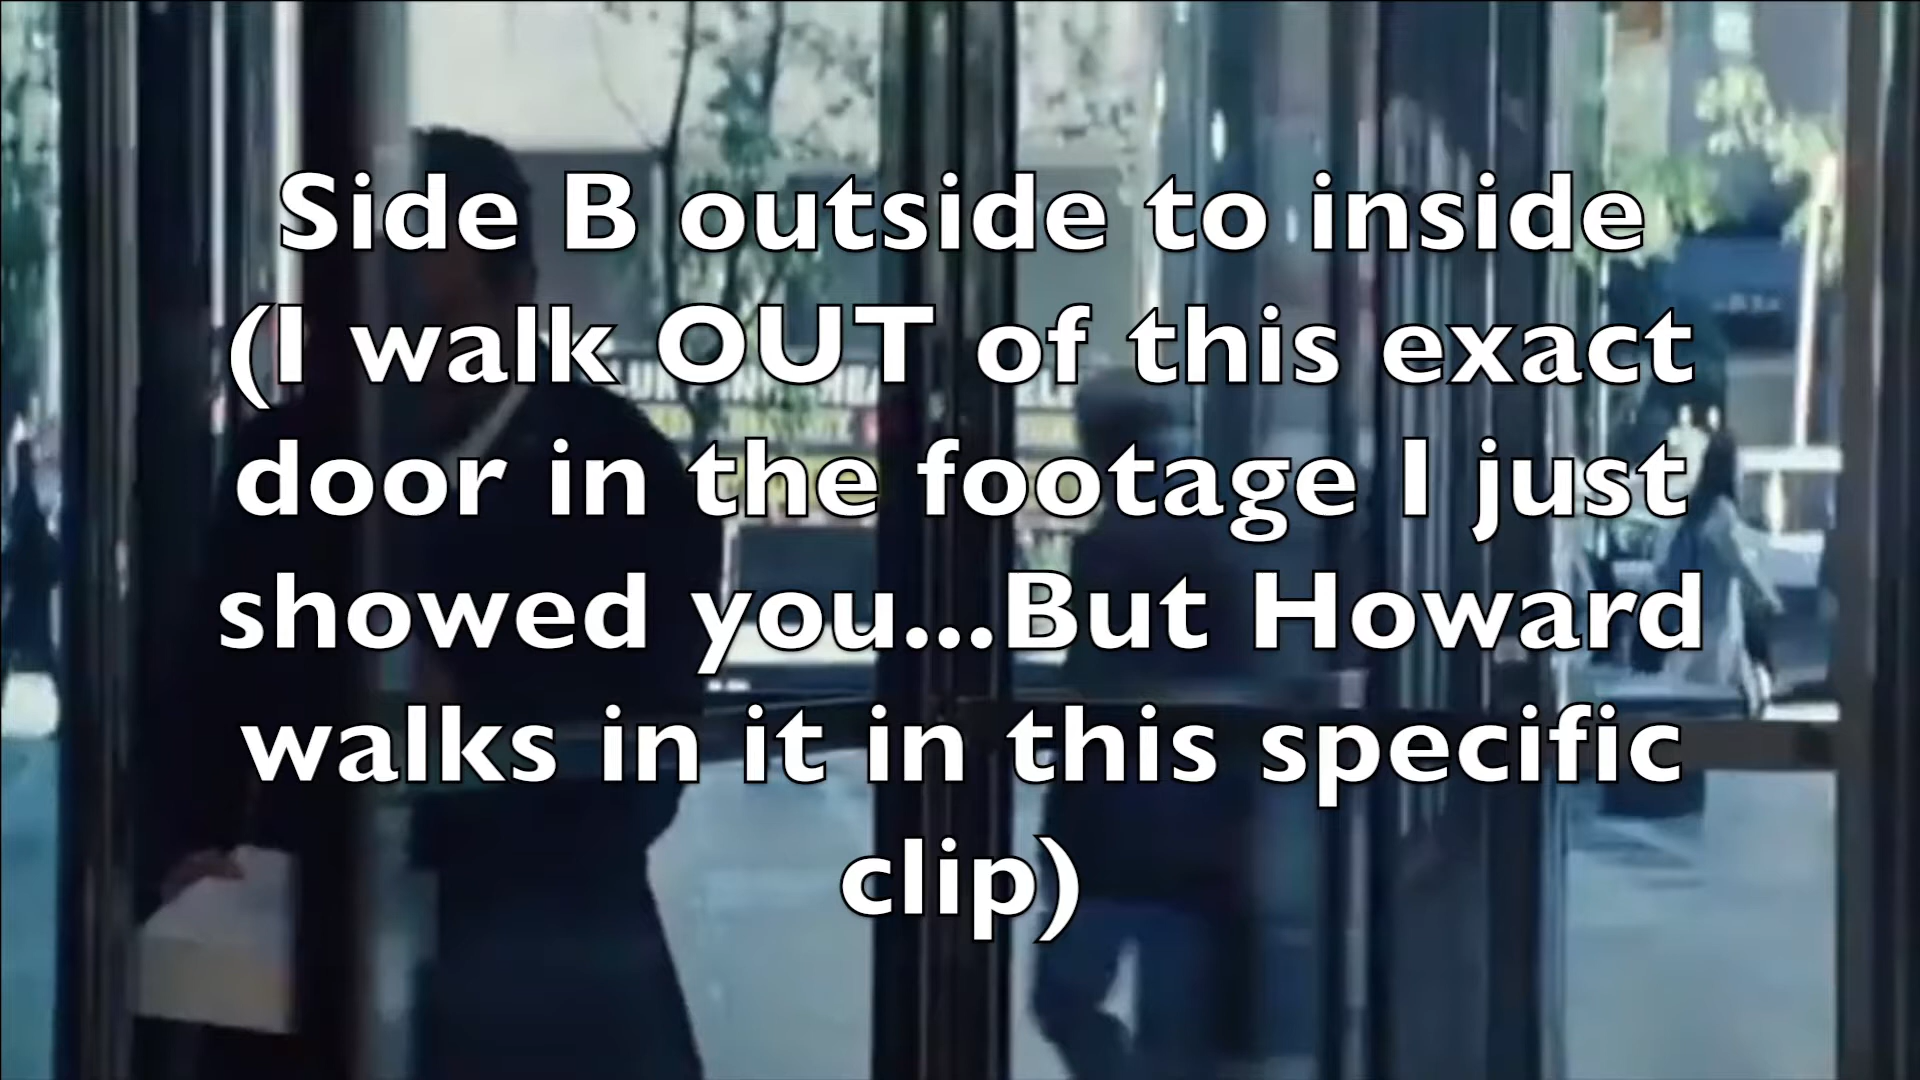 Side B outside to inside
(I walk OUT of this exact
door in the footage I just
showed you...But Howard
walks in it in this specific
clip)